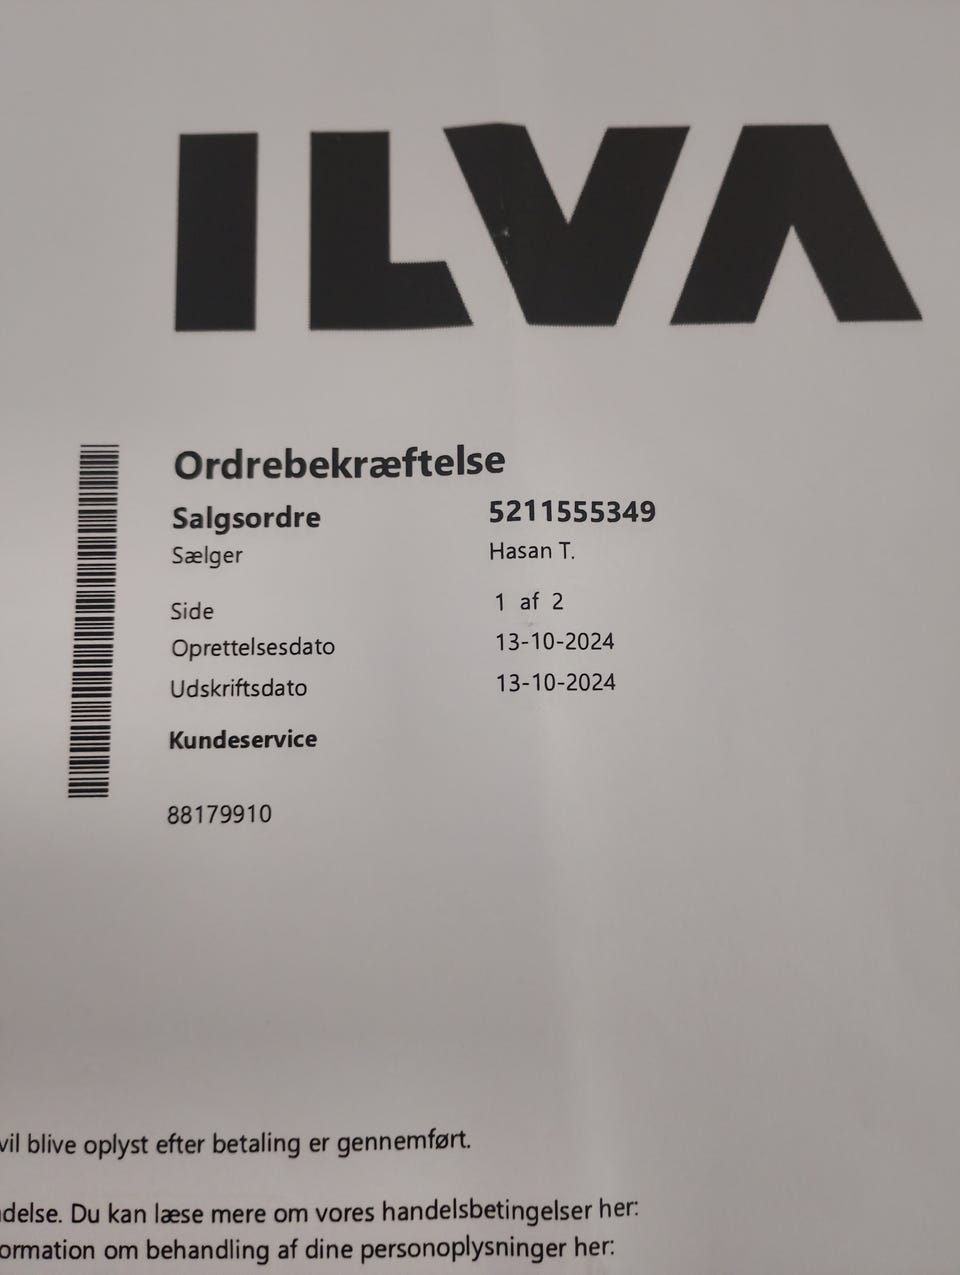 ILVA
Ordrebekræftelse
Salgsordre 5211555349
Sælger Hasan T.
Side 1 af 2
Oprettelsesdato 13-10-2024
Udskriftsdato 13-10-2024
Kundeservice
88179910
vil blive oplyst efter betaling er gennemført.
delse. Du kan læse mere om vores handelsbetingelser her:
ormation om behandling af dine personoplysninger her: